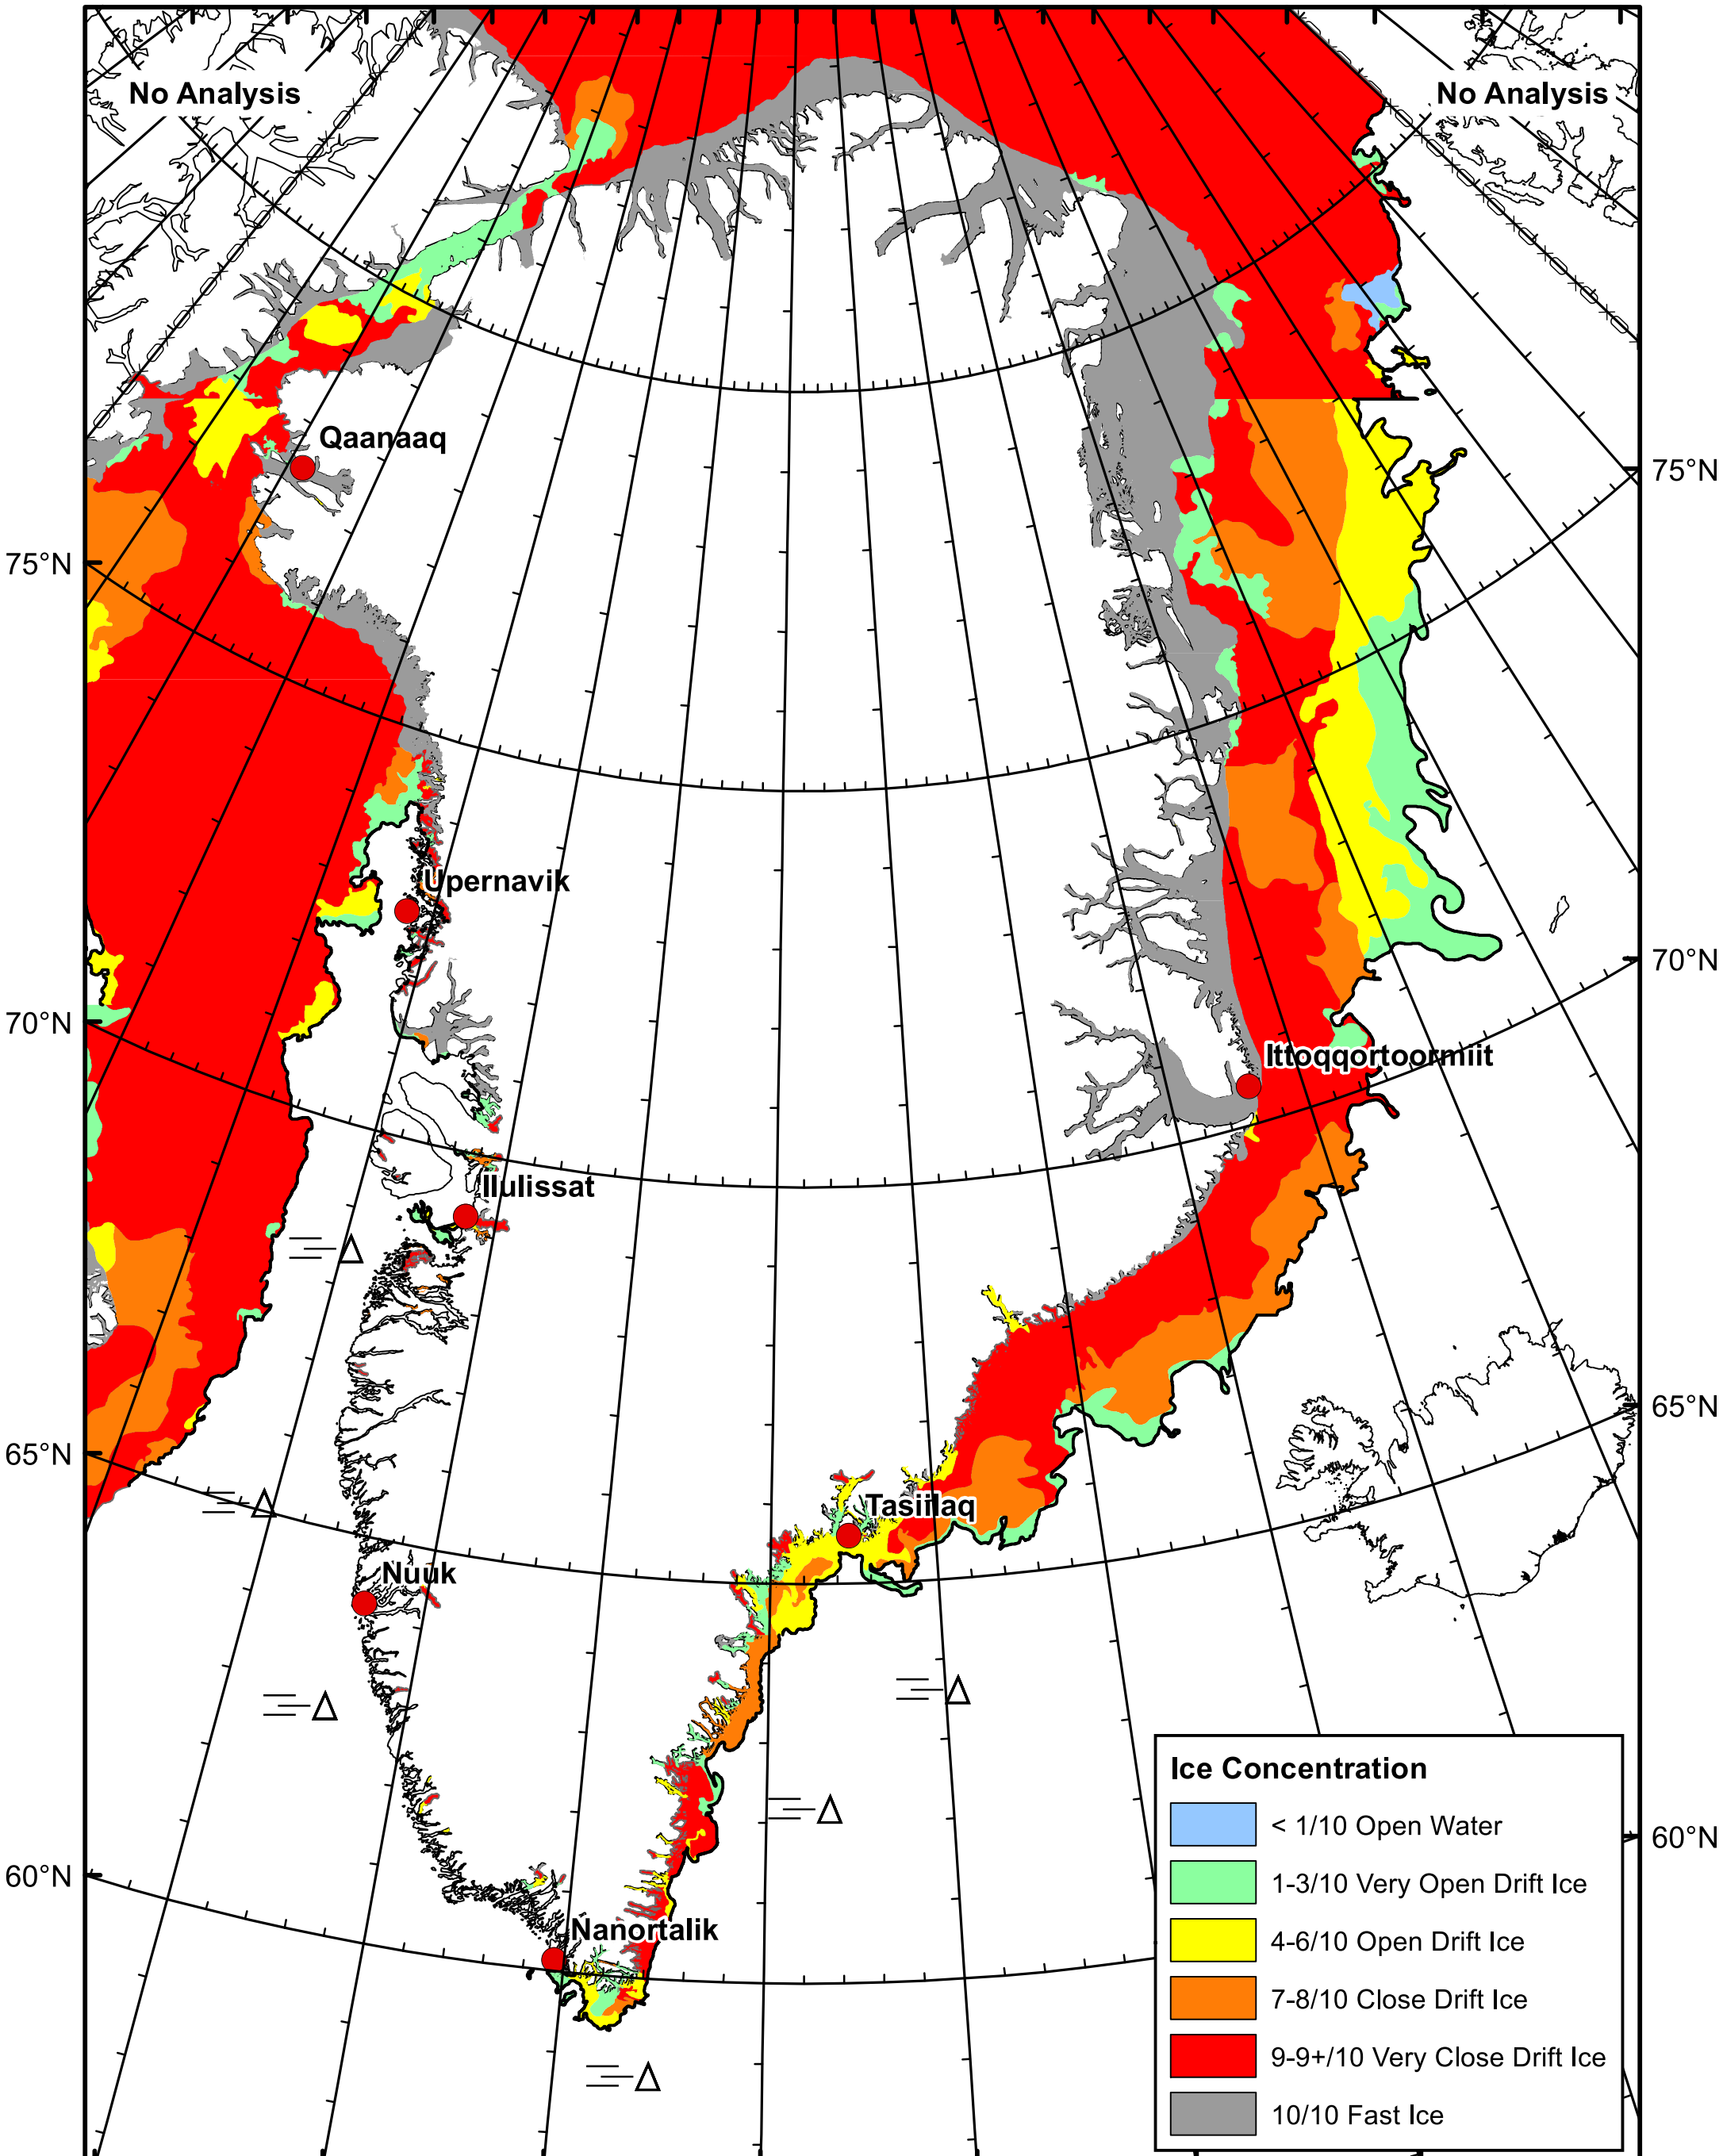 No Analysis
No Analysis
Qaanaaq
75°N
75°N
Upernavik
70°N
70°N
Ittoqqortoormiit
Ilulissat
65°N
65°N
Tasiilaq
Nuuk
60°N
60°N
Nanortalik
Ice Concentration
< 1/10 Open Water
1-3/10 Very Open Drift Ice
4-6/10 Open Drift Ice
7-8/10 Close Drift Ice
9-9+/10 Very Close Drift Ice
10/10 Fast Ice